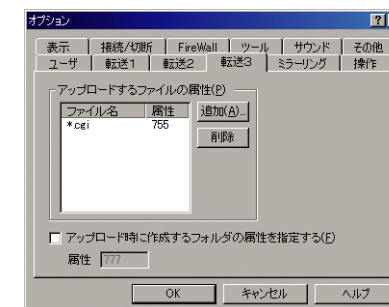 オプション
表示 接続/切断 FireWall ツール サウンド その他
ユーザ 転送1 転送2 転送3 ミラーリング 操作
アップロードするファイルの属性(P)
ファイル名 属性 追加(A)...
*.cgi 755
削除
アップロード時に作成するフォルダの属性を指定する(F)
属性 777
OK キャンセル ヘルプ